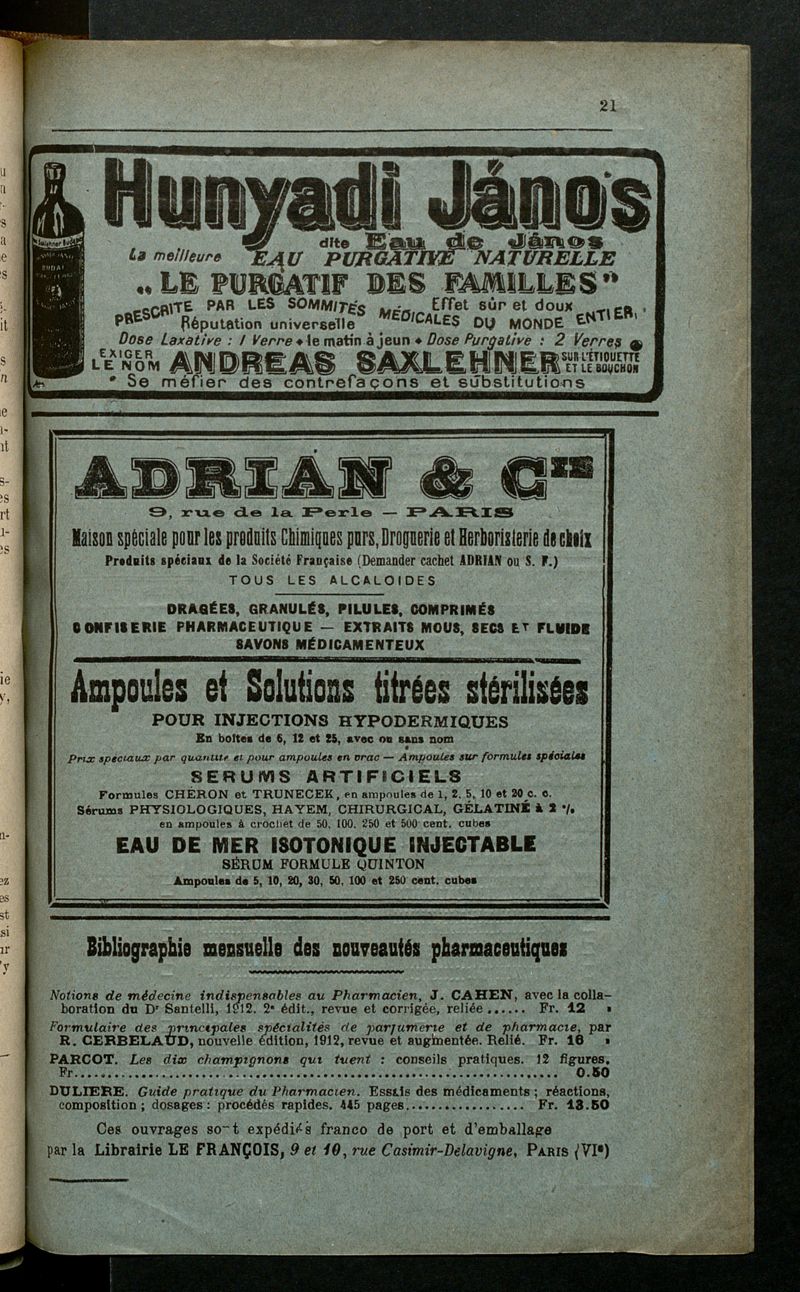 21
Hunyadi János
dite Eau de János
La meilleure EAU PURGATIVE NATURELLE
„ LE PURGATIF DES FAMILLES "
PRESCRITE PAR LES SOMMITÉS MÉDICALES DU MONDE ENTIER,
Effet sûr et doux
Réputation universelle
Dose Laxative : 1 Verre le matin à jeun Dose Purgative : 2 Verres
EXIGER LE NOM ANDREAS SAXLEHNER SUR L'ÉTIQUETTE ET LE BOUCHON
Se méfier des contrefaçons et substitutions
ADRIAN & Cie
9, rue de la Perle — PARIS
Maison spéciale pour les produits Chimiques purs, Droguerie et Herboristerie de choix
Produits spéciaux de la Société Française (Demander cachet ADRIAN ou S. F.)
TOUS LES ALCALOIDES
DRAGÉES, GRANULÉS, PILULES, COMPRIMÉS
CONFISERIE PHARMACEUTIQUE — EXTRAITS MOUS, SECS ET FLUIDE
SAVONS MÉDICAMENTEUX
Ampoules et Solutions titrées stérilisées
POUR INJECTIONS HYPODERMIQUES
En boîtes de 6, 12 et 25, avec ou sans nom
Prix spéciaux par quantité et pour ampoules en vrac — Ampoules sur formules spéciales
SERUMS ARTIFICIELS
Formules CHÉRON et TRUNECEK, en ampoules de 1, 2. 5, 10 et 20 c. c.
Sérums PHYSIOLOGIQUES, HAYEM, CHIRURGICAL, GÉLATINÉ à 2 %
en ampoules à crochet de 50, 100, 250 et 500 cent. cubes
EAU DE MER ISOTONIQUE INJECTABLE
SÉRUM FORMULE QUINTON
Ampoules de 5, 10, 20, 30, 50, 100 et 250 cent. cubes
Bibliographie mensuelle des nouveautés pharmaceutiques
Notions de médecine indispensables au Pharmacien, J. CAHEN, avec la colla-
boration du Dr Santelli, 1912. 2e édit., revue et corrigée, reliée ...... Fr. 12 »
Formulaire des principales spécialités de parfumerie et de pharmacie, par
R. CERBELAUD, nouvelle édition, 1912, revue et augmentée. Relié. Fr. 16 »
PARCOT. Les dix champignons qui tuent : conseils pratiques. 12 figures.
Fr........ 0.50
DULIERE. Guide pratique du Pharmacien. Essais des médicaments ; réactions,
composition ; dosages : procédés rapides. 445 pages.................. Fr. 13.50
Ces ouvrages sont expédiés franco de port et d'emballage
par la Librairie LE FRANÇOIS, 9 et 10, rue Casimir-Delavigne, PARIS (VIe)